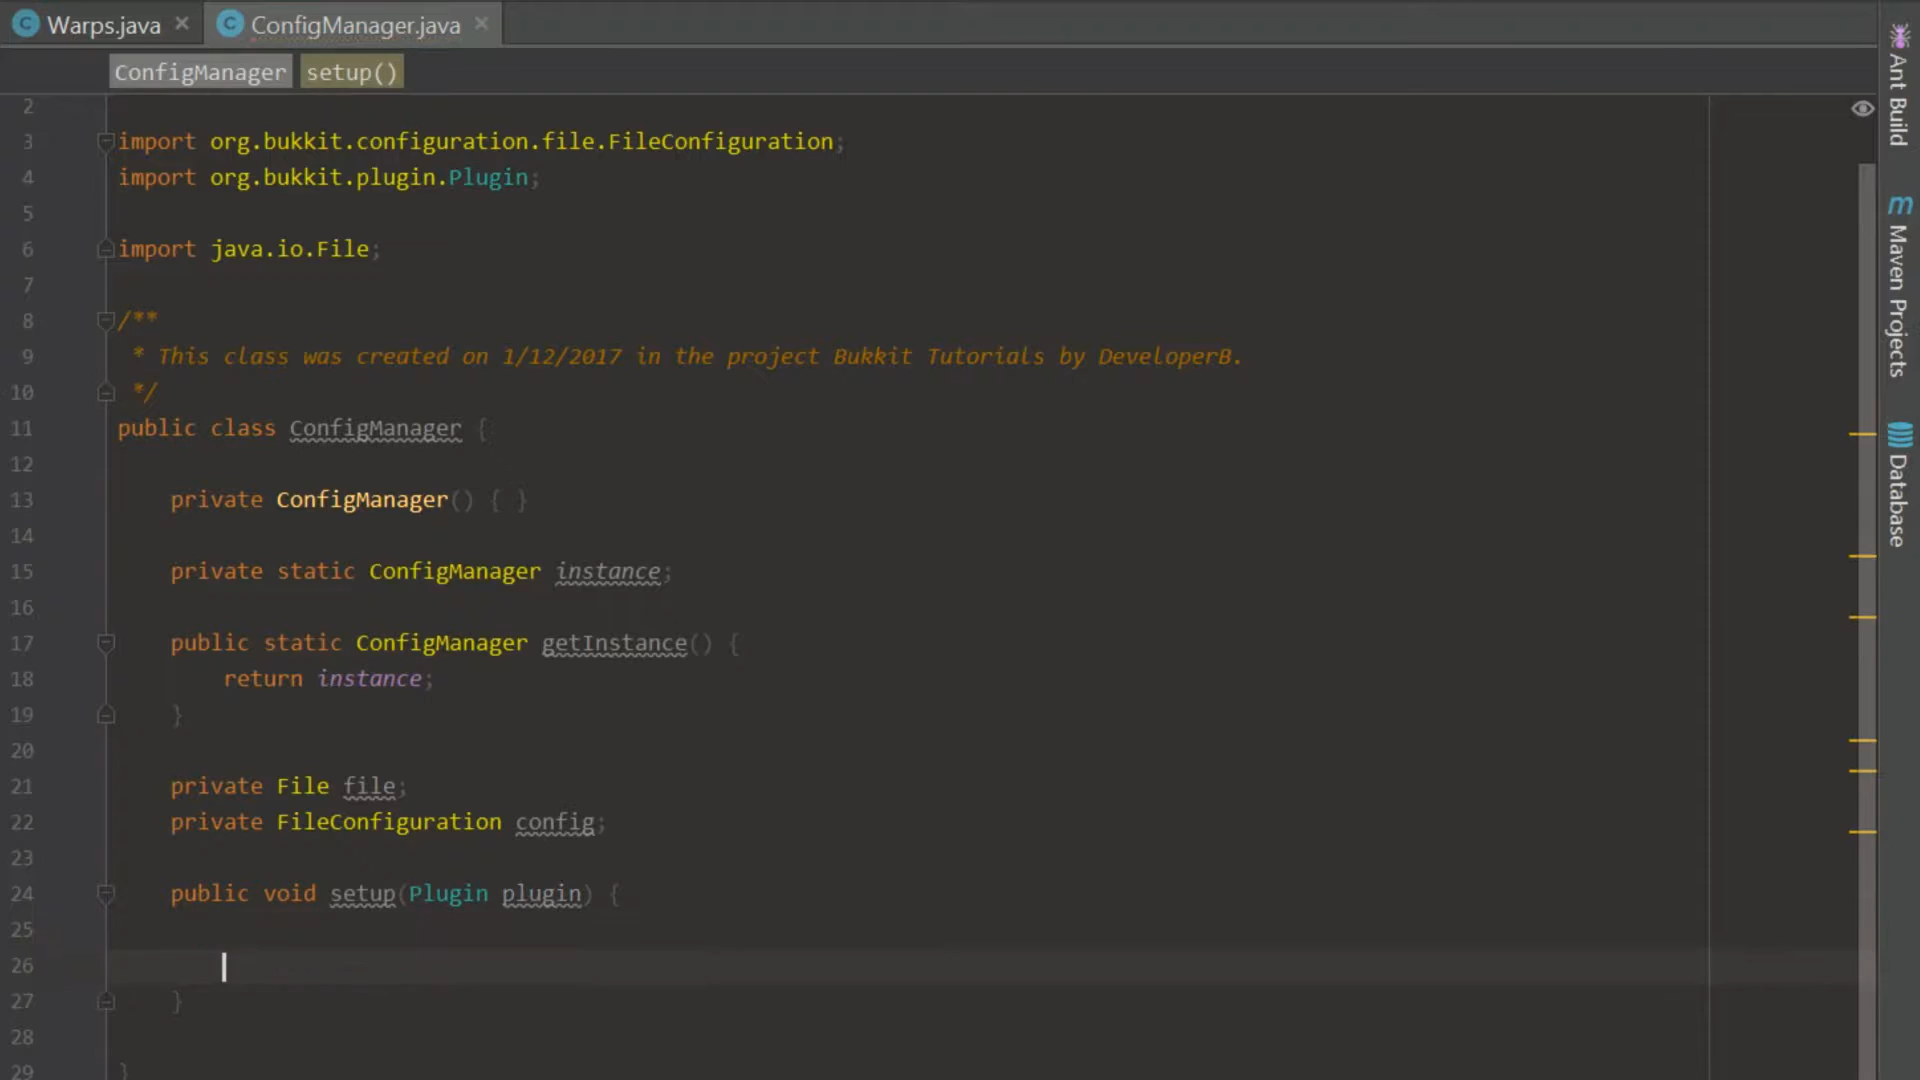 Warps.java
ConfigManager.java
ConfigManager setup()
2
3 import org.bukkit.configuration.file.FileConfiguration;
4 import org.bukkit.plugin.Plugin;
5
6 import java.io.File;
7
8 /**
9 * This class was created on 1/12/2017 in the project Bukkit Tutorials by DeveloperB.
10 */
11 public class ConfigManager {
12
13 private ConfigManager() { }
14
15 private static ConfigManager instance;
16
17 public static ConfigManager getInstance() {
18 return instance;
19 }
20
21 private File file;
22 private FileConfiguration config;
23
24 public void setup(Plugin plugin) {
25
26
27 }
28
29 }
Ant Build
Maven Projects
Database